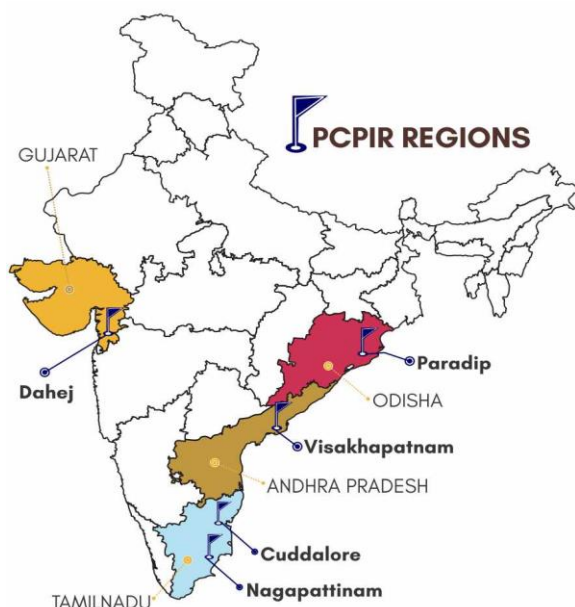 PCPIR REGIONS
GUJARAT
Dahej
Paradip
ODISHA
Visakhapatnam
ANDHRA PRADESH
Cuddalore
Nagapattinam
TAMILNADU